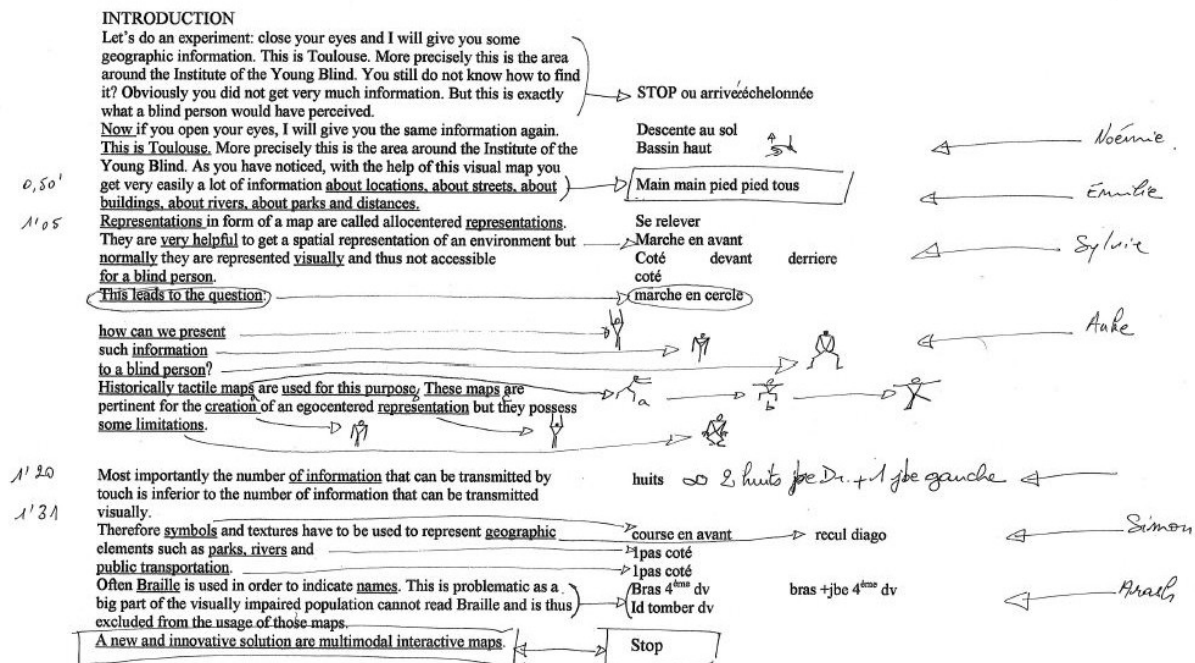 INTRODUCTION
Let's do an experiment: close your eyes and I will give you some
geographic information. This is Toulouse. More precisely this is the area
around the Institute of the Young Blind. You still do not know how to find
it? Obviously you did not get very much information. But this is exactly STOP ou arrivéeéchelonnée
what a blind person would have perceived.
Now if you open your eyes, I will give you the same information again. Descente au sol
This is Toulouse. More precisely this is the area around the Institute of the Bassin haut Noémie.
Young Blind. As you have noticed, with the help of this visual map you
0,50' get very easily a lot of information about locations, about streets, about Main main pied pied tous
buildings, about rivers, about parks and distances. Émilie
1'05 Representations in form of a map are called allocentered representations. Se relever
They are very helpful to get a spatial representation of an environment but Marche en avant
normally they are represented visually and thus not accessible Coté devant derriere Sylvie
for a blind person. coté
This leads to the question: marche en cercle
how can we present Anke
such information
to a blind person?
Historically tactile maps are used for this purpose. These maps are a b
pertinent for the creation of an egocentered representation but they possess
some limitations.
1'20 Most importantly the number of information that can be transmitted by huits ∞ 2 huits jbe Dr. + 1 jbe gauche
touch is inferior to the number of information that can be transmitted
1'31 visually.
Therefore symbols and textures have to be used to represent geographic course en avant recul diago Simon
elements such as parks, rivers and 1pas coté
public transportation. 1pas coté
Often Braille is used in order to indicate names. This is problematic as a Bras 4ème dv bras +jbe 4ème dv
big part of the visually impaired population cannot read Braille and is thus Id tomber dv Arash
excluded from the usage of those maps.
A new and innovative solution are multimodal interactive maps. Stop